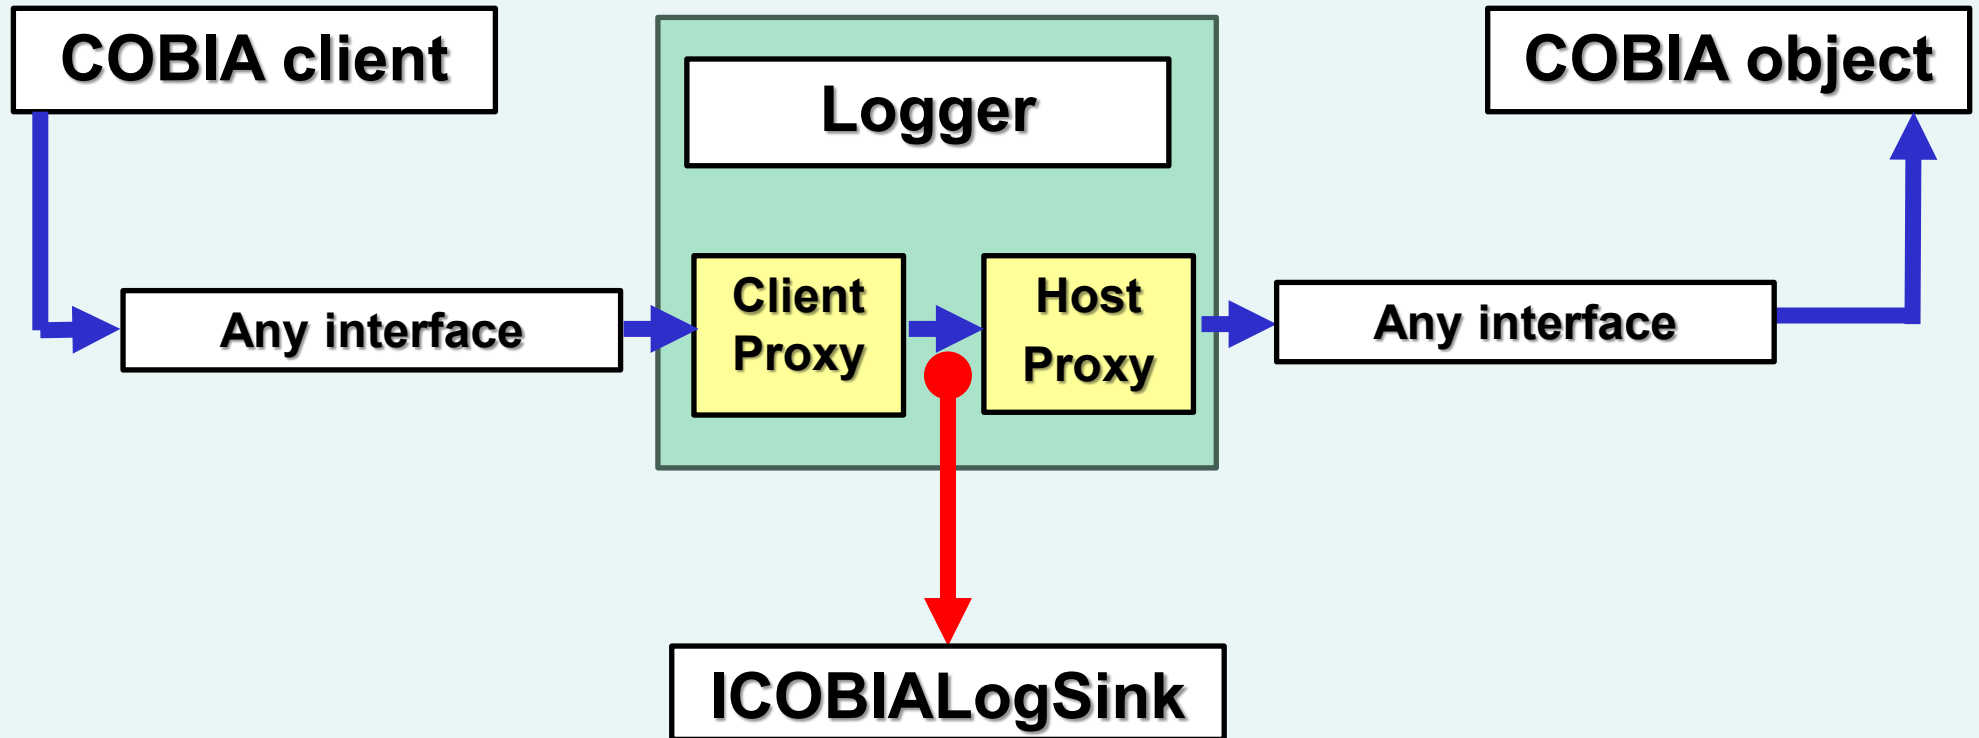 COBIA client
Logger
COBIA object
Any interface
Client
Proxy
Host
Proxy
Any interface
ICOBIALogSink